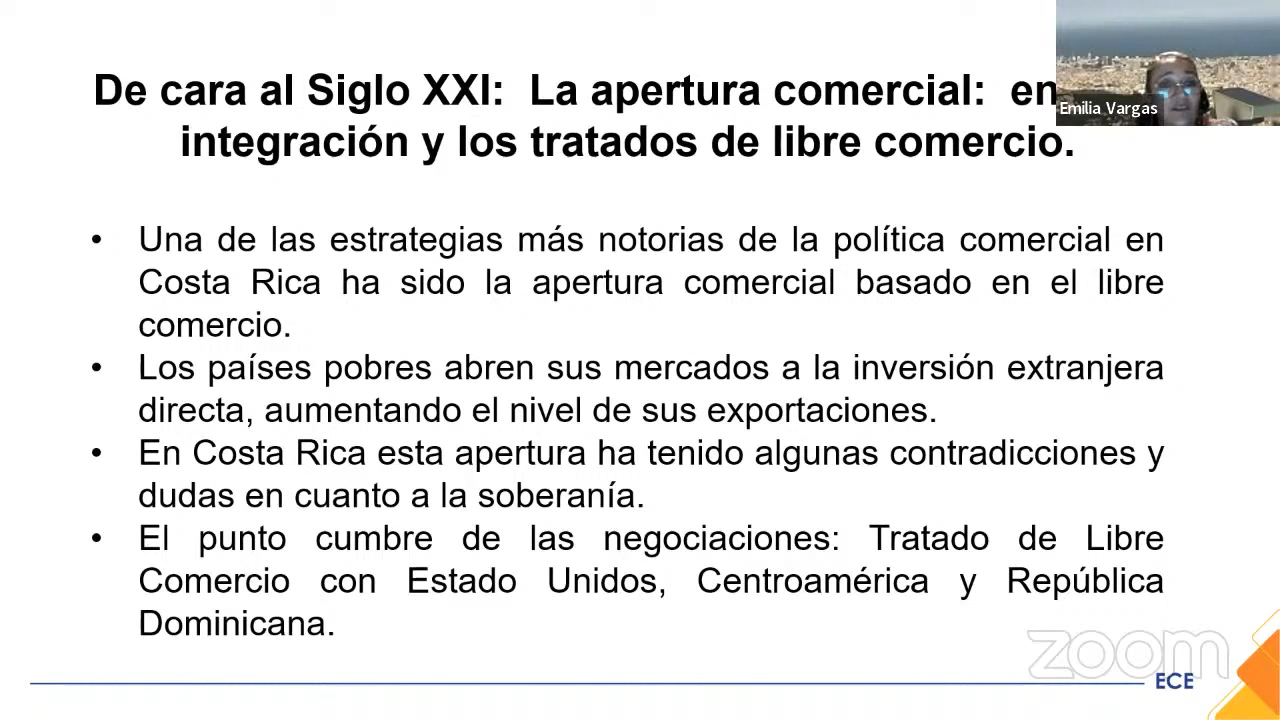 De cara al Siglo XXI: La apertura comercial: en
integración y los tratados de libre comercio.
Emilia Vargas
• Una de las estrategias más notorias de la política comercial en
Costa Rica ha sido la apertura comercial basado en el libre
comercio.
• Los países pobres abren sus mercados a la inversión extranjera
directa, aumentando el nivel de sus exportaciones.
• En Costa Rica esta apertura ha tenido algunas contradicciones y
dudas en cuanto a la soberanía.
• El punto cumbre de las negociaciones: Tratado de Libre
Comercio con Estado Unidos, Centroamérica y República
Dominicana.
zoom
ECE